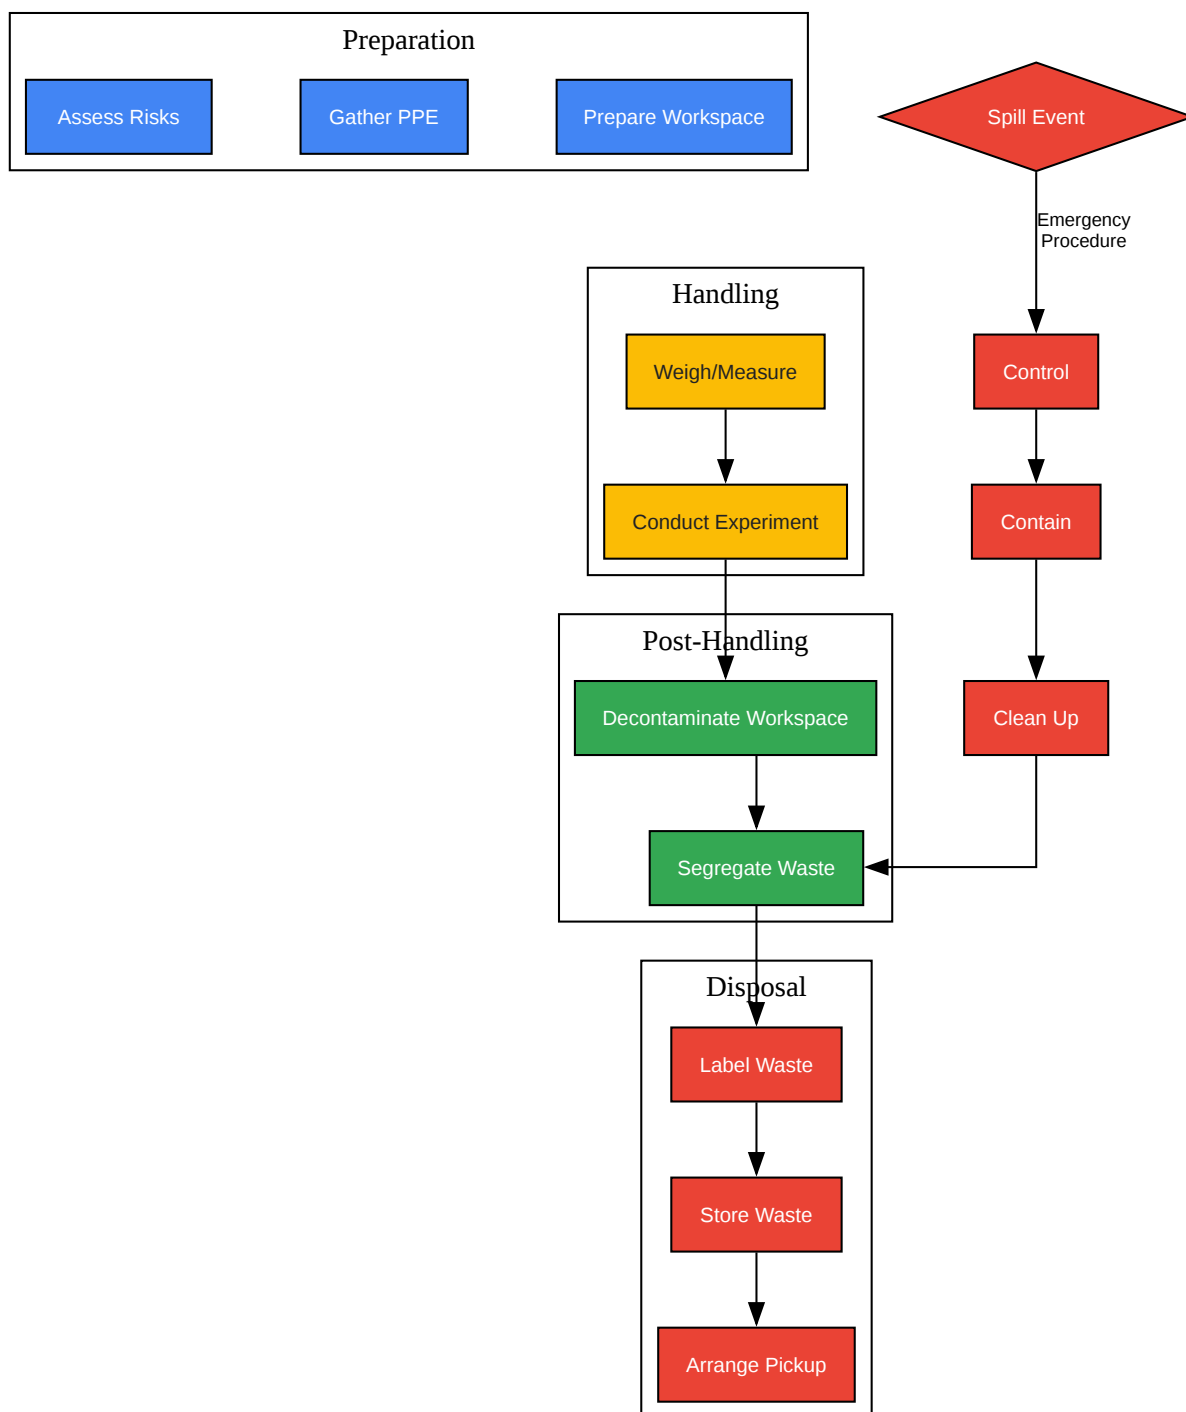 Preparation
Assess Risks
Gather PPE
Prepare Workspace
Spill Event
Emergency
Procedure
Handling
Weigh/Measure
Control
Conduct Experiment
Contain
Post-Handling
Decontaminate Workspace
Clean Up
Segregate Waste
Disposal
Label Waste
Store Waste
Arrange Pickup